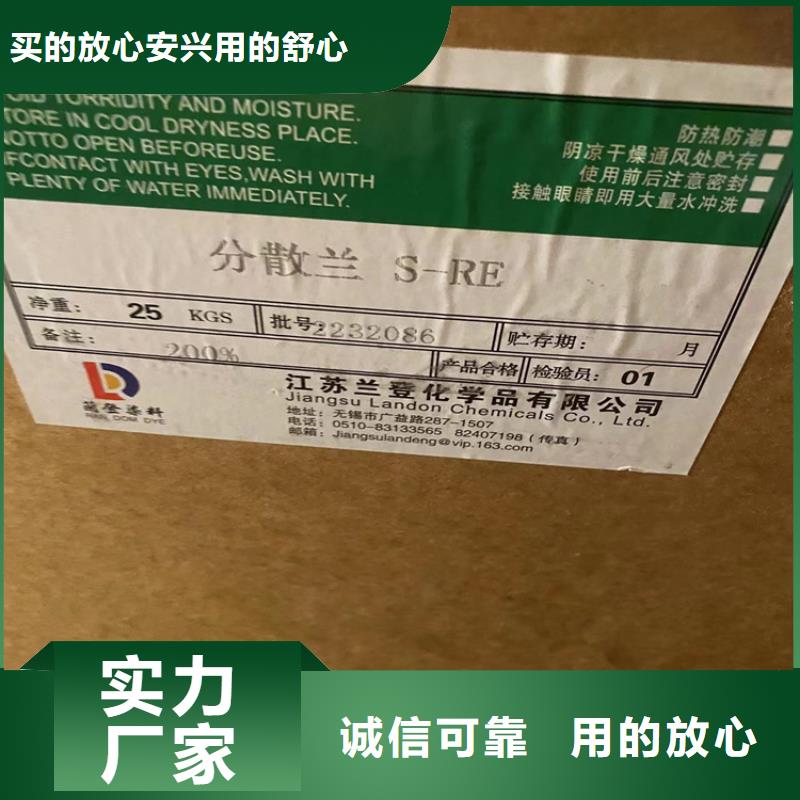 买的放心安兴用的舒心
TORRIDITY AND MOISTURE.
STORE IN COOL DRYNESS PLACE.
NOTTO OPEN BEFOREUSE.
IFCONTACT WITH EYES,WASH WITH
PLENTY OF WATER IMMEDIATELY.
防热防潮
阴凉干燥通风处贮存
使用前后注意密封
接触眼睛即用大量水冲洗
分散兰 S-RE
净重: 25 KGS 批号: 2232086 贮存期: 月
备注: 200% 产品合格 检验员: 01
兰登染料
江苏兰登化学品有限公司
Jiangsu Landon Chemicals Co., Ltd.
地址: 无锡市广益路287-1507
电话: 0510-83133565 82407198 (传真)
邮箱: Jiangsulandeng@vip.163.com
实力
厂家
诚信可靠 用的放心